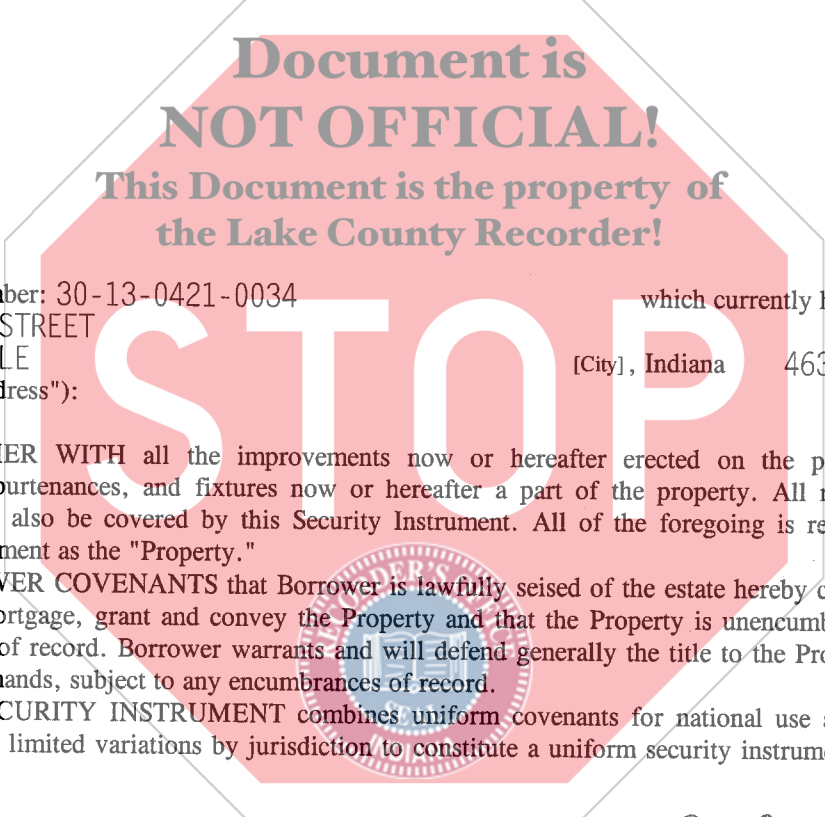 Document is
NOT OFFICIAL!
This Document is the property of
the Lake County Recorder!
ber: 30-13-0421-0034 which currently
STREET
LE [City], Indiana 463
dress"):
STOP
ER WITH all the improvements now or hereafter erected on the p
purtenances, and fixtures now or hereafter a part of the property. All
also be covered by this Security Instrument. All of the foregoing is re
ment as the "Property."
VER COVENANTS that Borrower is lawfully seised of the estate hereby c
ortgage, grant and convey the Property and that the Property is unencumb
of record. Borrower warrants and will defend generally the title to the Pro
ands, subject to any encumbrances of record.
CURITY INSTRUMENT combines uniform covenants for national use
limited variations by jurisdiction to constitute a uniform security instrume
SEAL
INDIANA